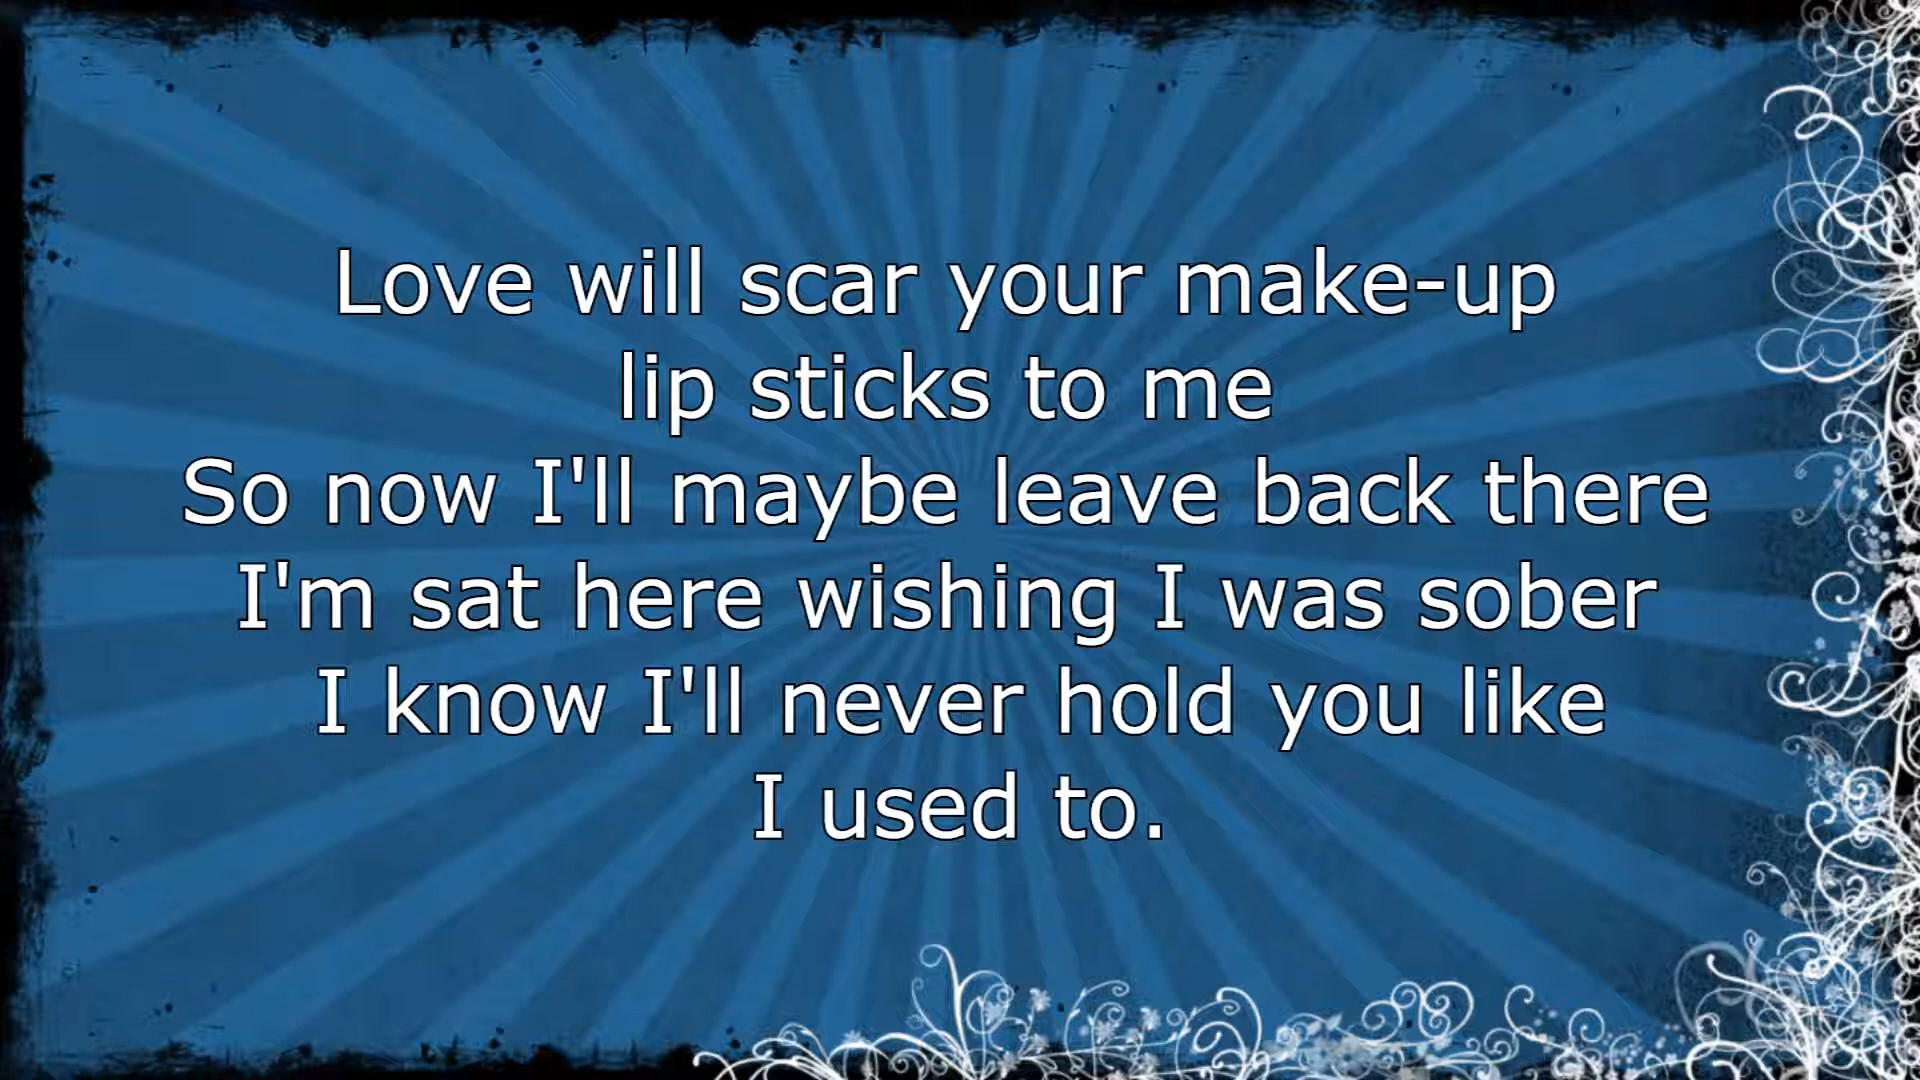 Love will scar your make-up
lip sticks to me
So now I'll maybe leave back there
I'm sat here wishing I was sober
I know I'll never hold you like
I used to.